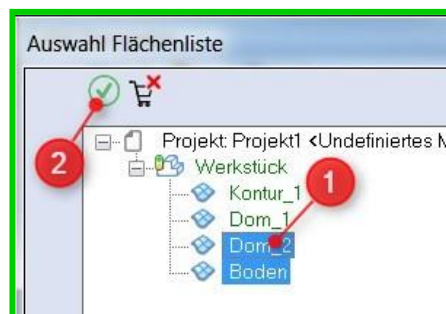 Auswahl Flächenliste
Projekt: Projekt1 <Undefiniertes M
Werkstück
Kontur_1
Dom_1
Dom_2
Boden
2
1